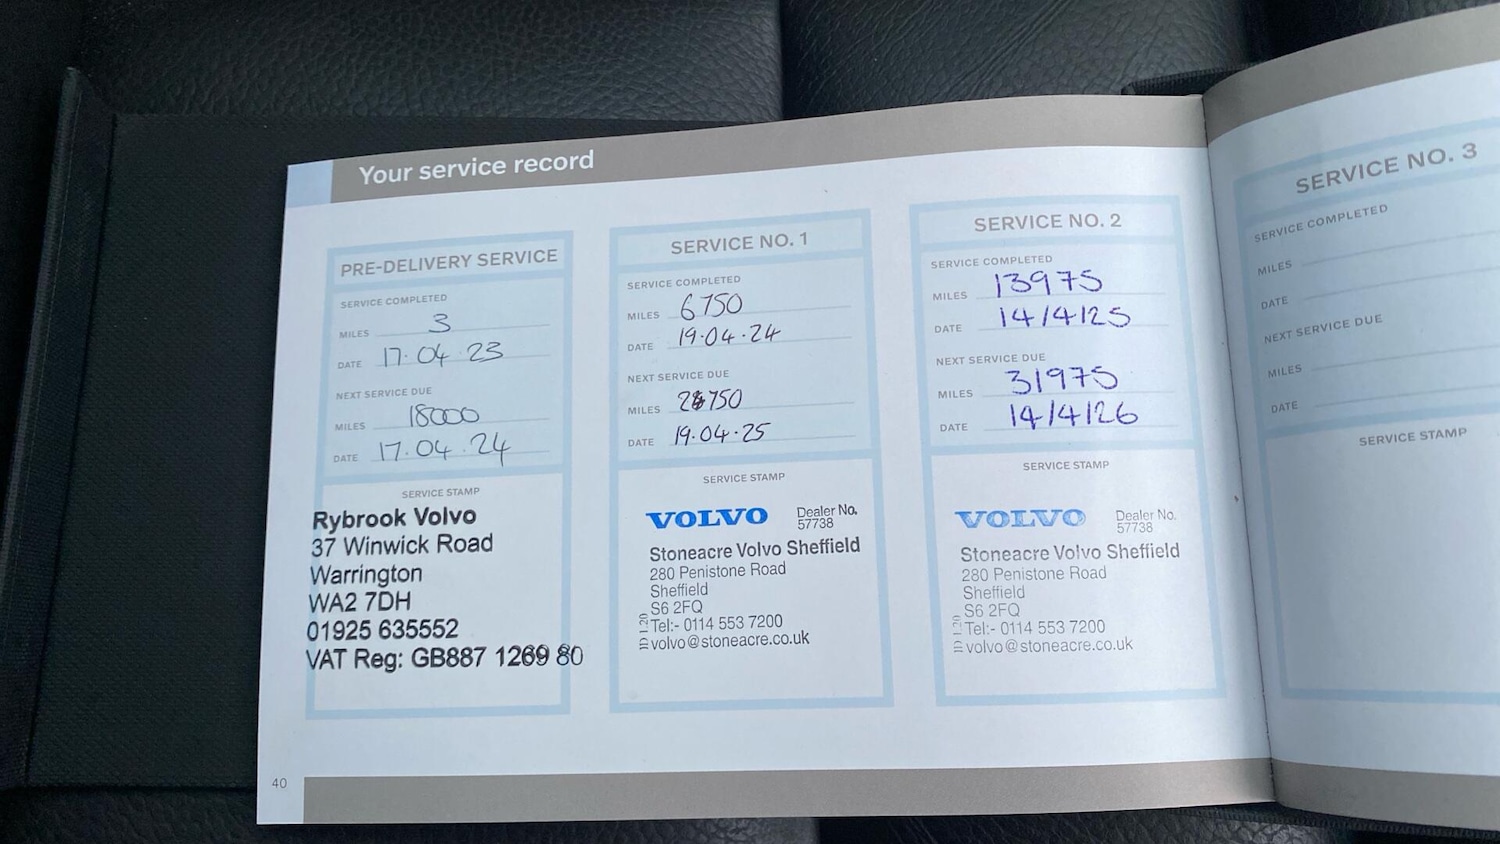 Your service record
PRE-DELIVERY SERVICE
SERVICE COMPLETED
MILES 3
DATE 17.04.23
NEXT SERVICE DUE
MILES 18000
DATE 17.04.24
SERVICE STAMP
Rybrook Volvo
37 Winwick Road
Warrington
WA2 7DH
01925 635552
VAT Reg: GB887 1269 80
SERVICE NO. 1
SERVICE COMPLETED
MILES 6750
DATE 19.04.24
NEXT SERVICE DUE
MILES 24750
DATE 19.04.25
SERVICE STAMP
VOLVO Dealer No.
57738
Stoneacre Volvo Sheffield
280 Penistone Road
Sheffield
S6 2FQ
Tel:- 0114 553 7200
volvo@stoneacre.co.uk
ID 120
SERVICE NO. 2
SERVICE COMPLETED
MILES 13975
DATE 14/4/25
NEXT SERVICE DUE
MILES 31975
DATE 14/4/26
SERVICE STAMP
VOLVO Dealer No.
57738
Stoneacre Volvo Sheffield
280 Penistone Road
Sheffield
S6 2FQ
Tel:- 0114 553 7200
volvo@stoneacre.co.uk
SERVICE NO. 3
SERVICE COMPLETED
MILES
DATE
NEXT SERVICE DUE
MILES
DATE
SERVICE STAMP
40